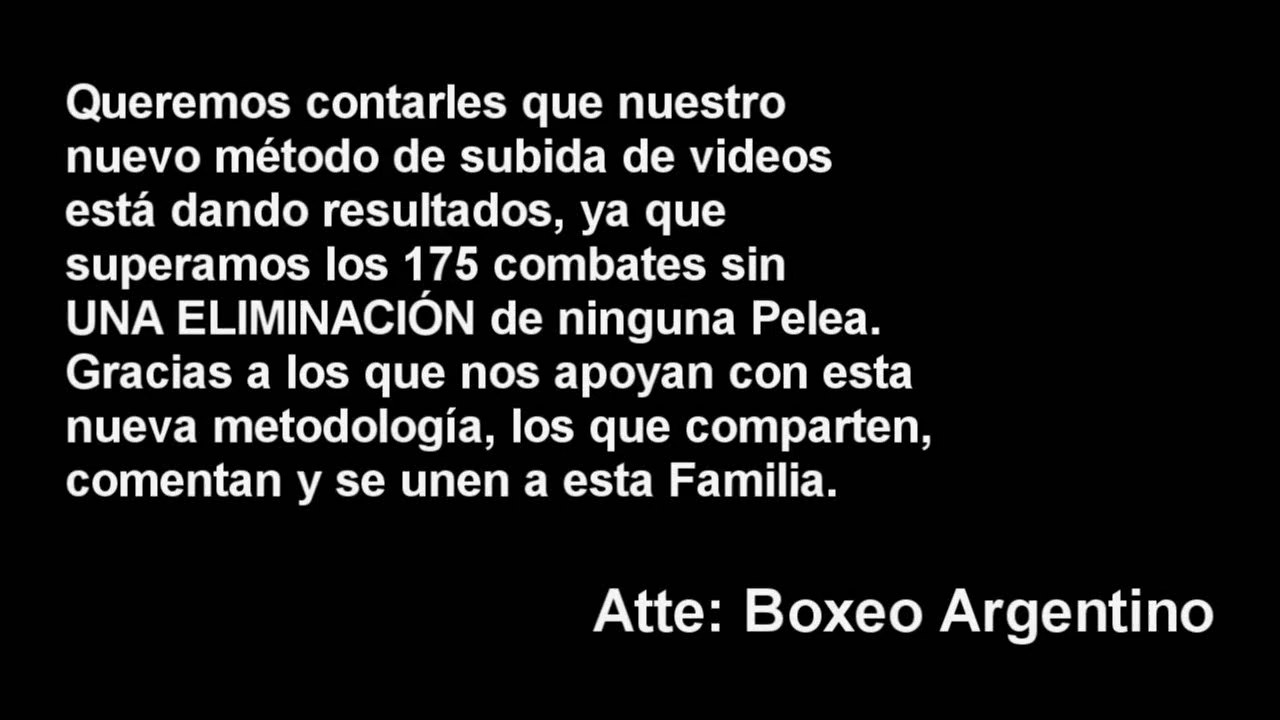 Queremos contarles que nuestro
nuevo método de subida de videos
está dando resultados, ya que
superamos los 175 combates sin
UNA ELIMINACIÓN de ninguna Pelea.
Gracias a los que nos apoyan con esta
nueva metodología, los que comparten,
comentan y se unen a esta Familia.
Atte: Boxeo Argentino